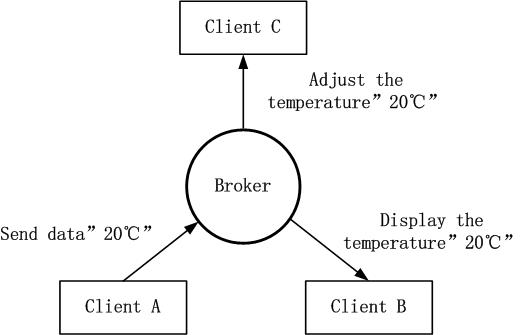 Client C
Adjust the
temperature”20℃”
Broker
Send data”20℃”
Display the
temperature”20℃”
Client A
Client B